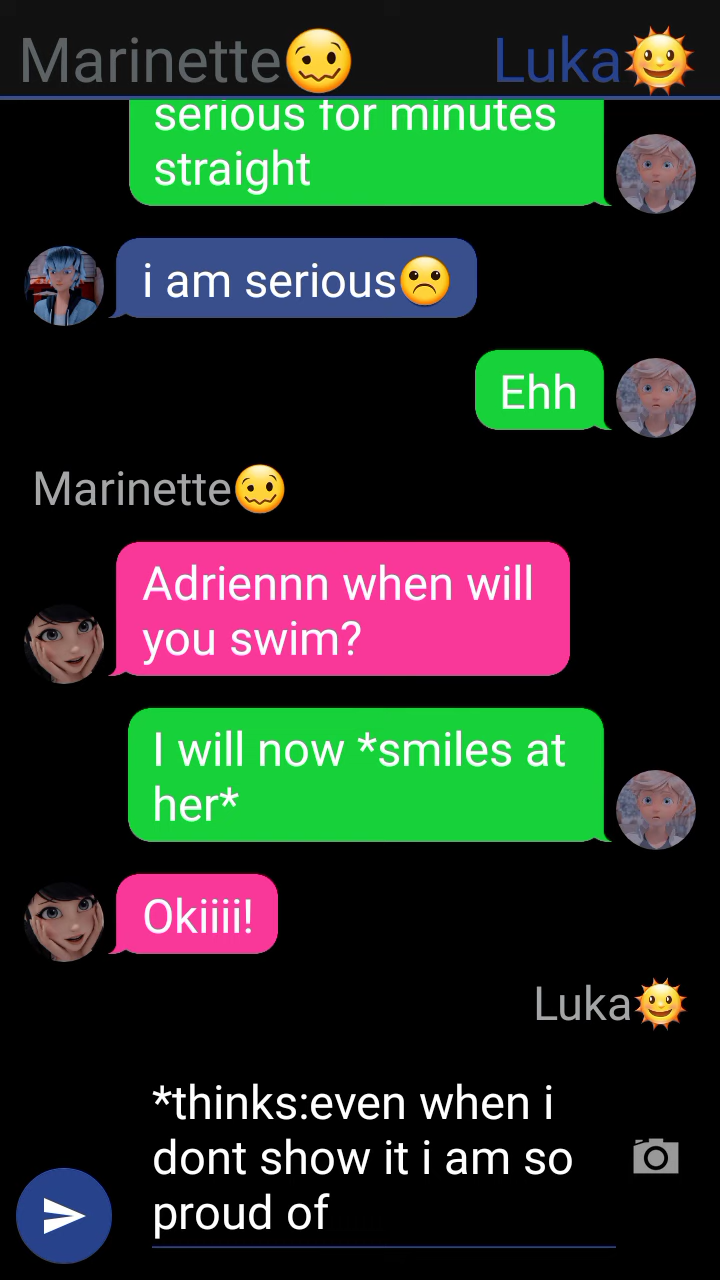 Marinette🥴 Luka🌞
serious for minutes
straight
i am serious🙁
Ehh
Marinette🥴
Adriennn when will
you swim?
I will now *smiles at
her*
Okiiii!
Luka🌞
*thinks:even when i
dont show it i am so
proud of